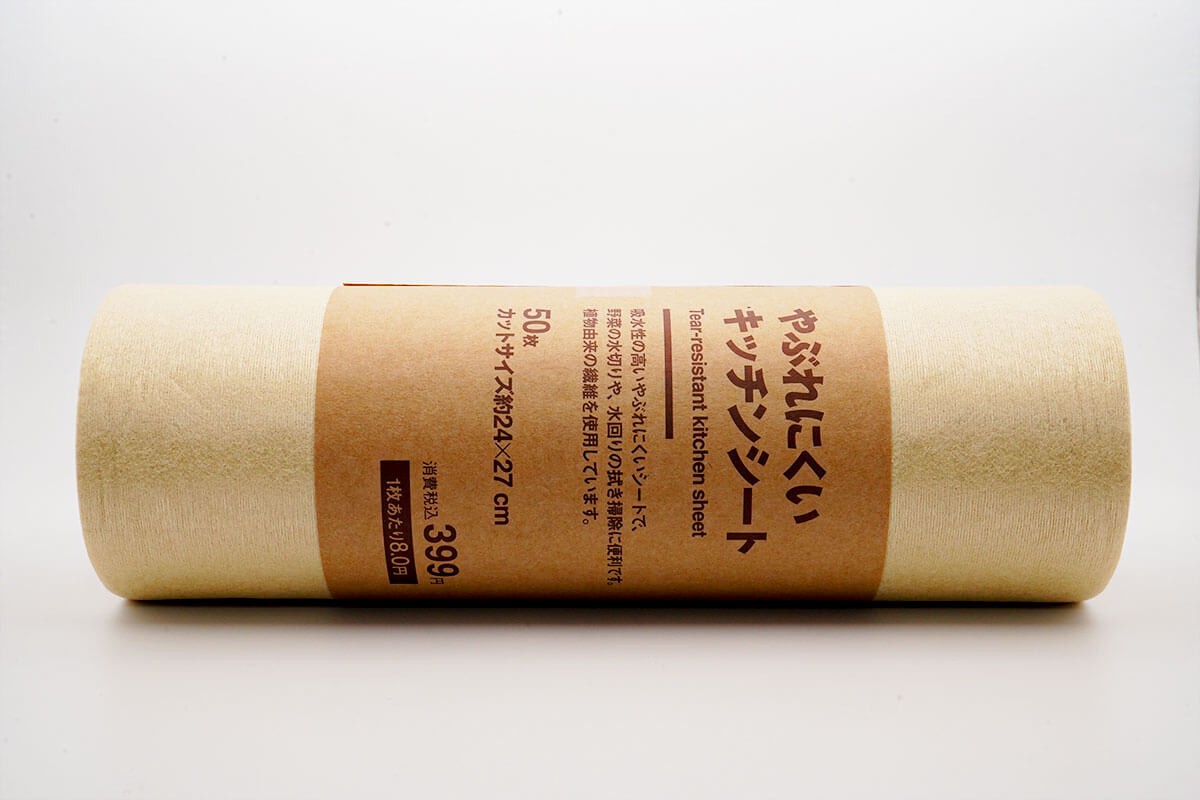 やぶれにくい
キッチンシート
Tear-resistant kitchen sheet
吸水性の高いやぶれにくいシートで、
野菜の水切りや、水回りの拭き掃除に便利です。
植物由来の繊維を使用しています。
50枚
カットサイズ約24×27 cm
消費税込399円
1枚あたり8.0円